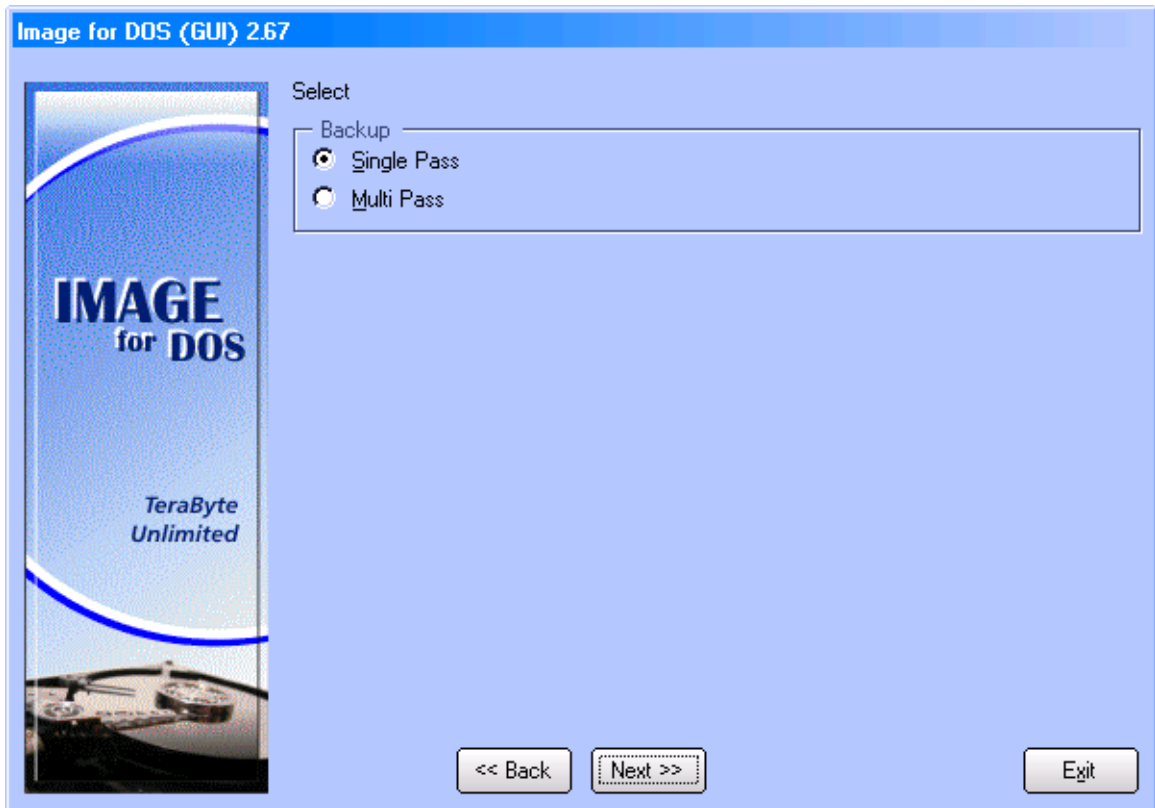 Image for DOS (GUI) 2.67
Select
Backup
Single Pass
Multi Pass
IMAGE
for DOS
TeraByte
Unlimited
<< Back
Next >>
Exit